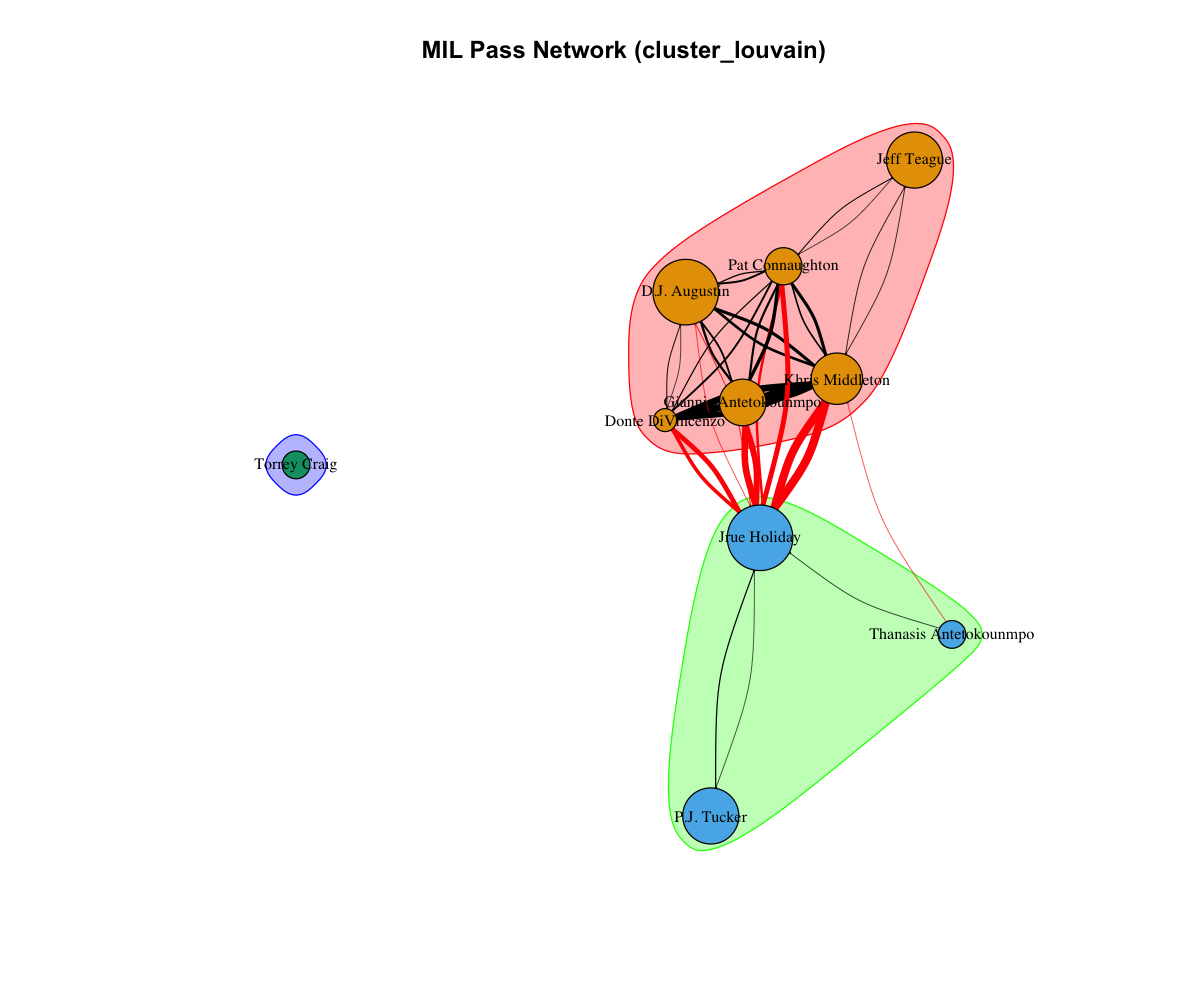 MIL Pass Network (cluster_louvain)
Jeff Teague
Pat Connaughton
D.J. Augustin
Khris Middleton
Giannis Antetokounmpo
Donte DiVincenzo
Torrey Craig
Jrue Holiday
Thanasis Antetokounmpo
P.J. Tucker